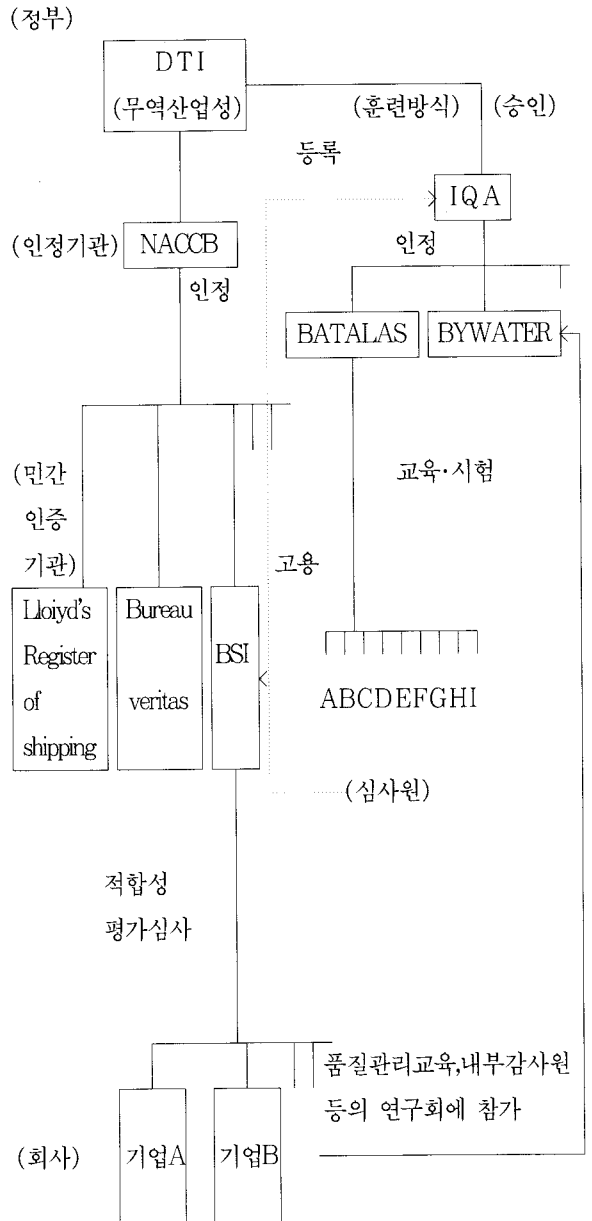 (정부)
DTI
(무역산업성)
(훈련방식)
(승인)
등록
IQA
(인정기관)
NACCB
인정
인정
BATALAS
BYWATER
(민간
인증
기관)
교육·시험
고용
Lloiyd's
Register
of
shipping
Bureau
veritas
BSI
ABCDEFGHI
(심사원)
적합성
평가심사
품질관리교육,내부감사원
등의 연구회에 참가
(회사)
기업A
기업B